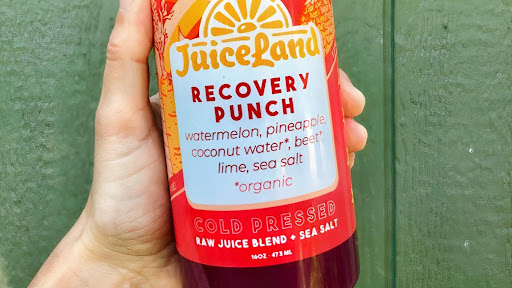 JuiceLand
RECOVERY
PUNCH
watermelon, pineapple,
coconut water*, beet*,
lime, sea salt
*organic
COLD PRESSED
RAW JUICE BLEND + SEA SALT
16OZ · 473 ML